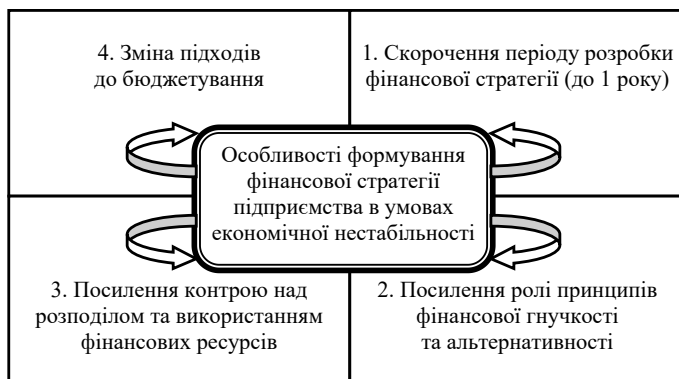 4. Зміна підходів
до бюджетування
1. Скорочення періоду розробки
фінансової стратегії (до 1 року)
Особливості формування
фінансової стратегії
підприємства в умовах
економічної нестабільності
3. Посилення контрою над
розподілом та використанням
фінансових ресурсів
2. Посилення ролі принципів
фінансової гнучкості
та альтернативності